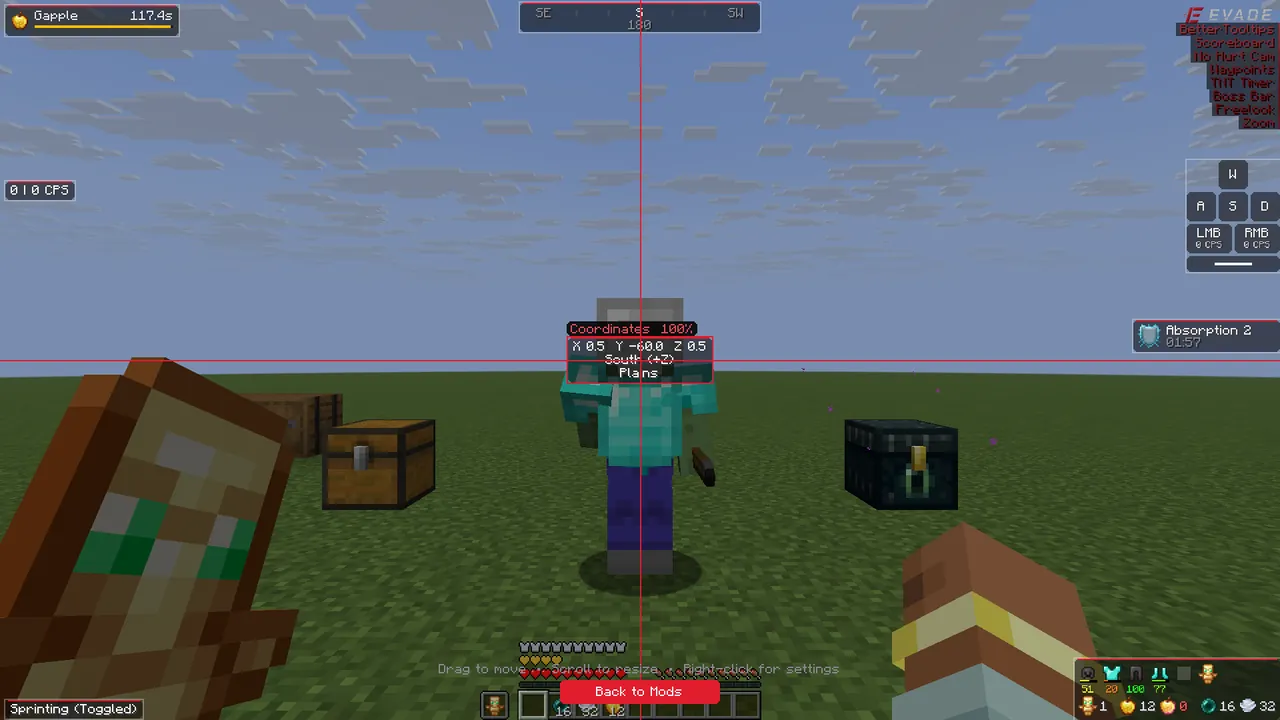 Gapple 117.4s
SE S SW
180
EVADE
BetterTooltips
Scoreboard
No Hurt Cam
Waypoints
TNT Timer
Boss Bar
Freelook
Zoom
0 | 0 CPS
W
A S D
LMB RMB
0 CPS 0 CPS
Absorption 2
01:57
Coordinates 100%
X 0.5 Y -60.0 Z 0.5
South (+Z)
Plains
Drag to move • Scroll to resize • Right-click for settings
Back to Mods
16 32 12
51 20 100 77
1 12 0 16 32
Sprinting (Toggled)